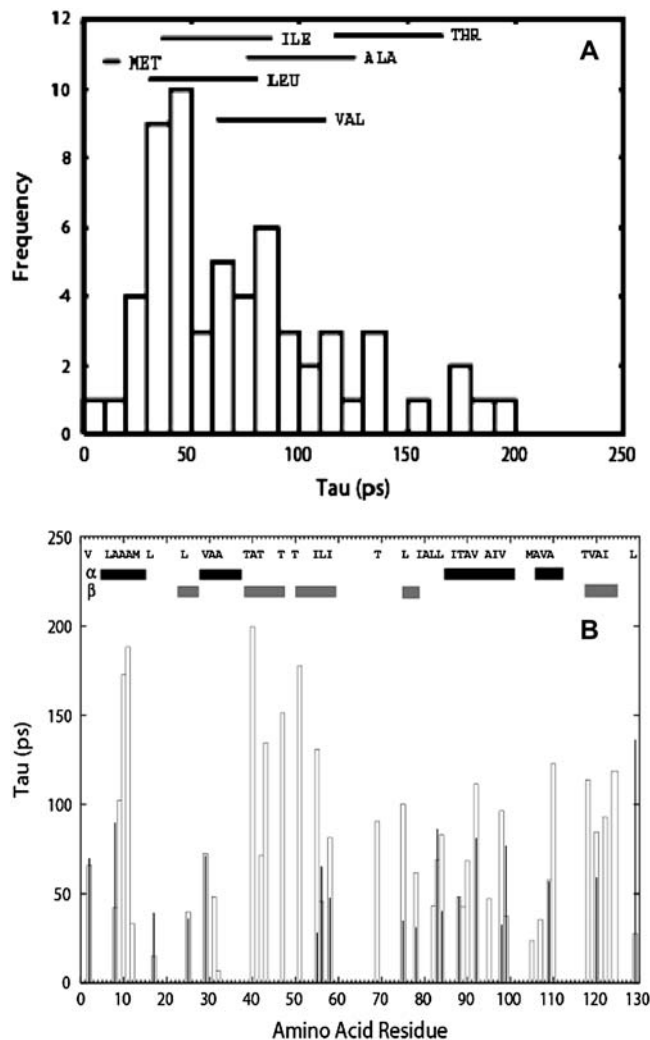 12
10
8
6
4
2
0
Frequency
ILE
THR
A
MET
ALA
LEU
VAL
0
50
100
150
200
250
Tau (ps)
250
200
150
100
50
0
Tau (ps)
V LAAAM L L VAA TAT T T ILI T L IALL ITAV AIV MAVA TVAI L
α
β
B
0 10 20 30 40 50 60 70 80 90 100 110 120 130
Amino Acid Residue